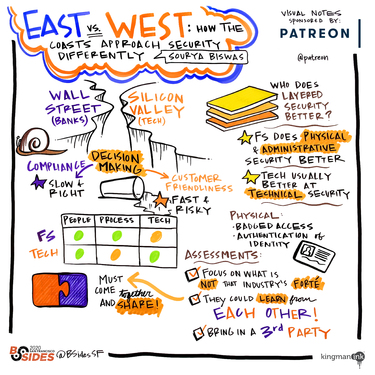 EAST vs. WEST: HOW THE
COASTS APPROACH SECURITY
DIFFERENTLY SOURYA BISWAS
VISUAL NOTES
SPONSORED BY:
PATREON
@patreon
WALL
STREET
(BANKS)
SILICON
VALLEY
(TECH)
COMPLIANCE
SLOW &
RIGHT
DECISION
MAKING
CUSTOMER
FRIENDLINESS
FAST &
RISKY
PEOPLE PROCESS TECH
FS
TECH
MUST
COME together
AND SHARE!
WHO DOES
LAYERED
SECURITY
BETTER?
FS DOES PHYSICAL
& ADMINISTRATIVE
SECURITY BETTER
TECH USUALLY
BETTER AT
TECHNICAL SECURITY
PHYSICAL:
- BADGED ACCESS
- AUTHENTICATION OF
IDENTITY
ASSESSMENTS:
FOCUS ON WHAT IS
NOT THAT INDUSTRY'S FORTÉ
THEY COULD LEARN from
EACH OTHER!
BRING IN A 3rd PARTY
BSIDES
2020
SAN FRANCISCO
@BSidesSF
kingmanink